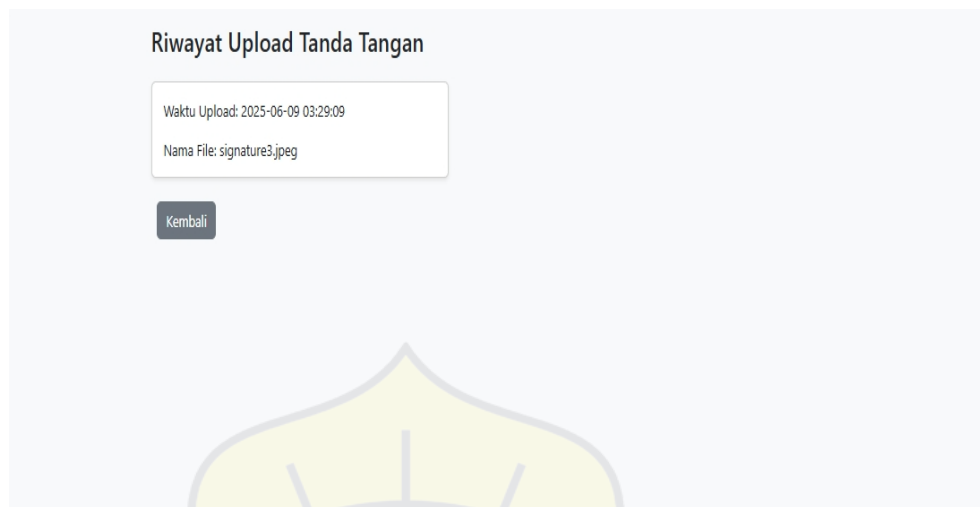 Riwayat Upload Tanda Tangan
Waktu Upload: 2025-06-09 03:29:09
Nama File: signature3.jpeg
Kembali